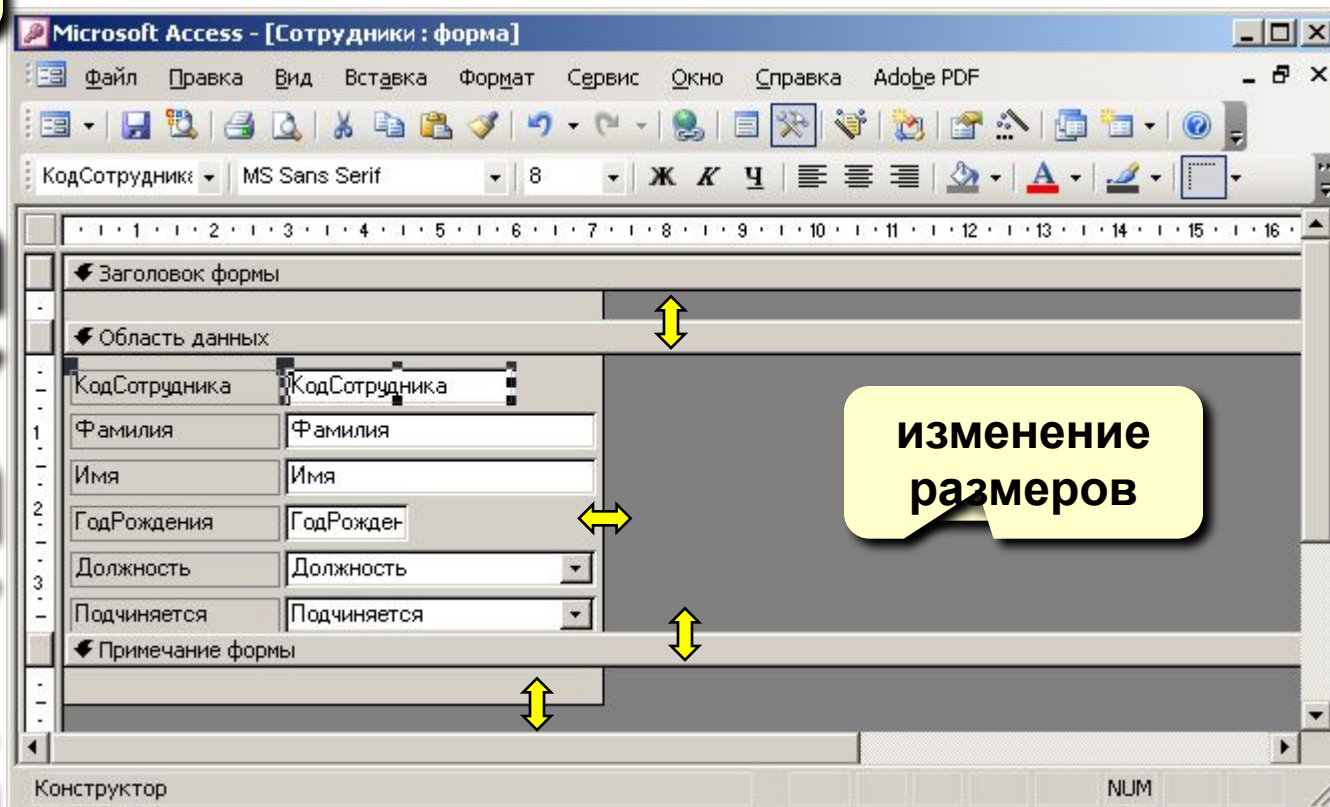 Microsoft Access - [Сотрудники : форма]
Файл Правка Вид Вставка Формат Сервис Окно Справка Adobe PDF
КодСотрудника MS Sans Serif 8 Ж К Ч А
1 2 3 4 5 6 7 8 9 10 11 12 13 14 15 16
Заголовок формы
Область данных
КодСотрудника КодСотрудника
1 Фамилия Фамилия
Имя Имя
2 ГодРождения ГодРожден
3 Должность Должность
Подчиняется Подчиняется
Примечание формы
изменение
размеров
Конструктор NUM